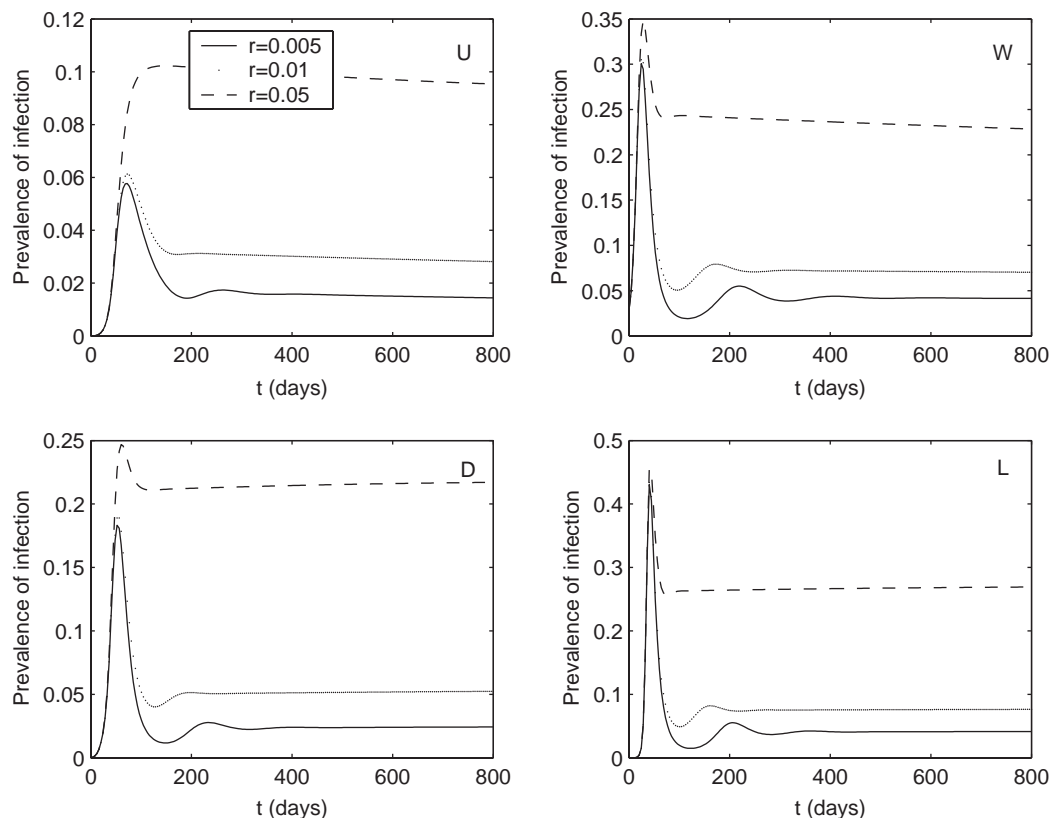 0.12
0.1
0.08
0.06
0.04
0.02
0
Prevalence of infection
r=0.005
r=0.01
r=0.05
U
0 200 400 600 800
t (days)
0.35
0.3
0.25
0.2
0.15
0.1
0.05
0
Prevalence of infection
W
0 200 400 600 800
t (days)
0.25
0.2
0.15
0.1
0.05
0
Prevalence of infection
D
0 200 400 600 800
t (days)
0.5
0.4
0.3
0.2
0.1
0
Prevalence of infection
L
0 200 400 600 800
t (days)